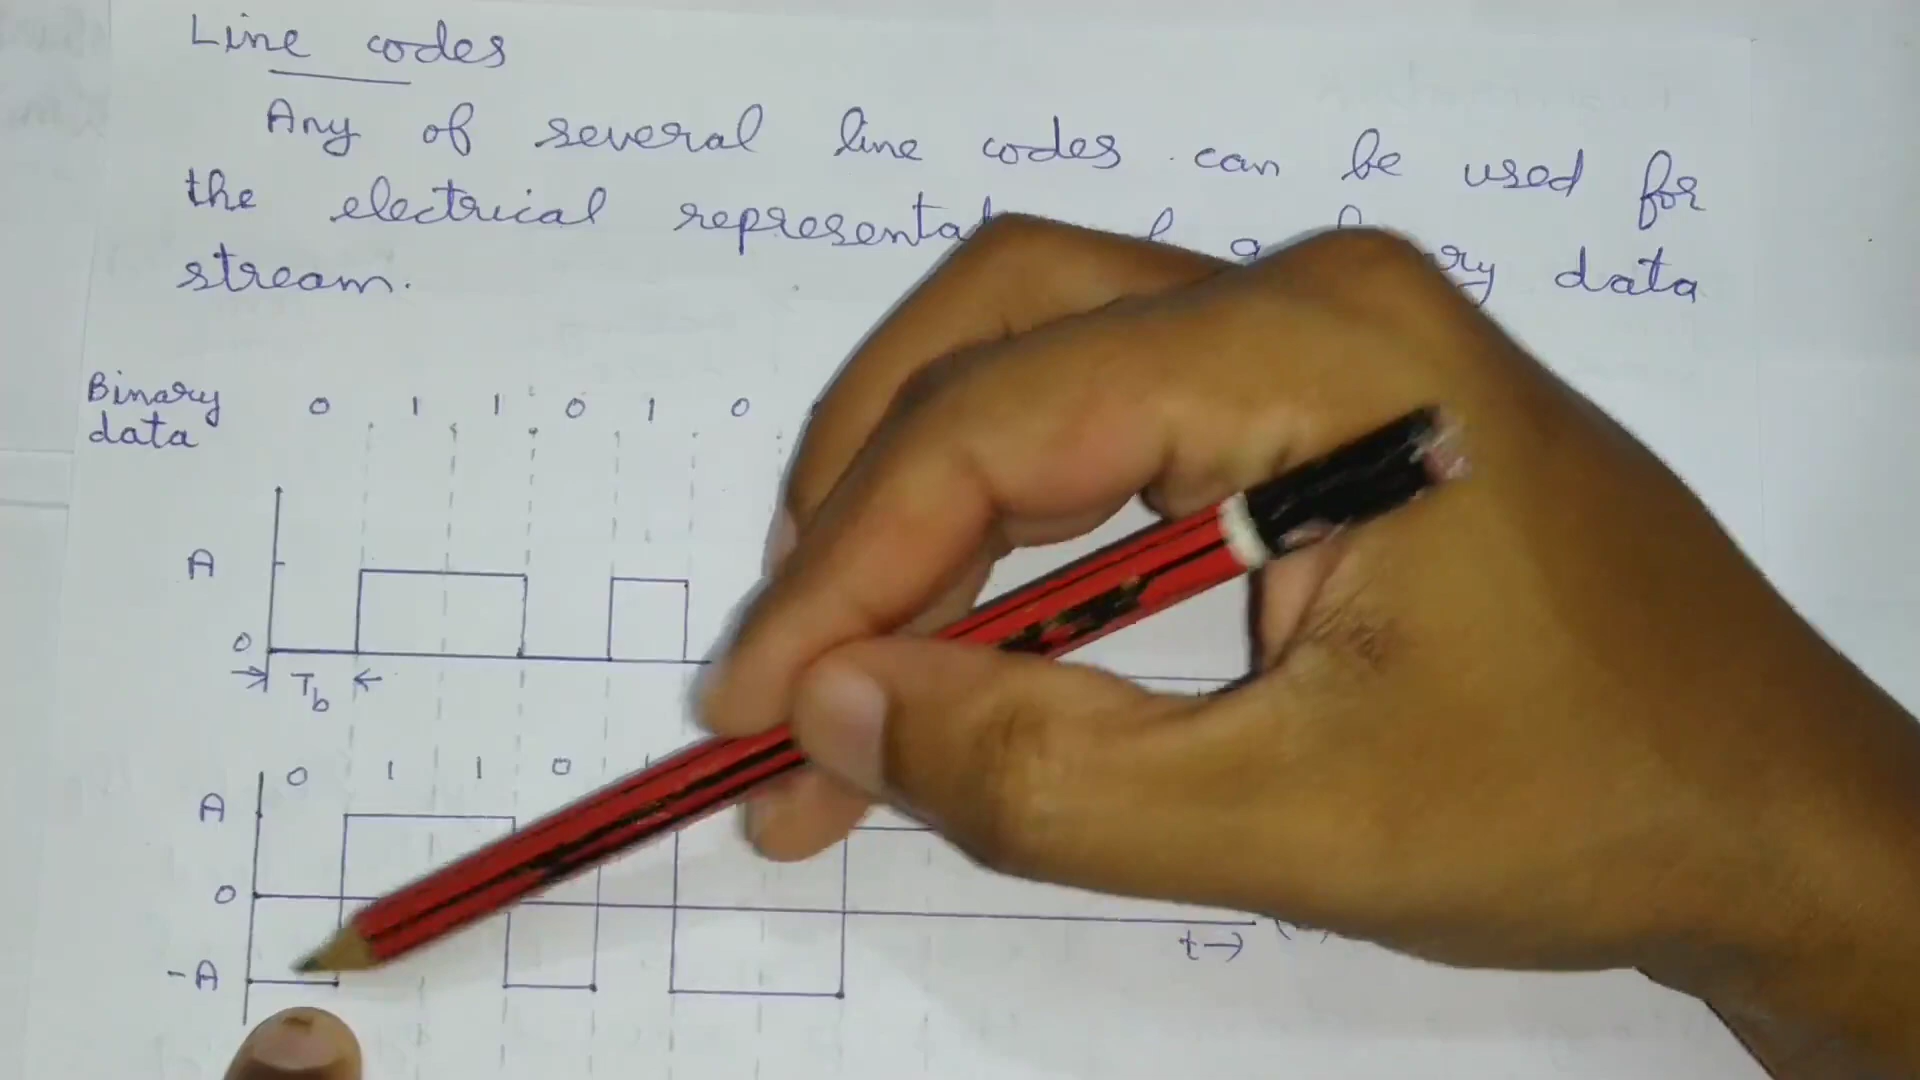 Line codes
Any of several line codes can be used for
the electrical data
stream.
Binary 0 1 1 0 1 0
data
A
0
Tb
0 1 1 0
A
0
t→
-A